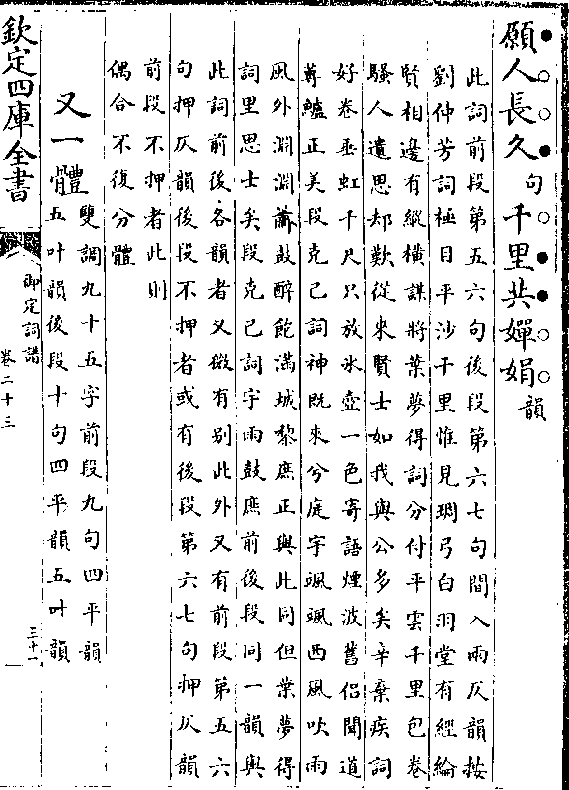 願人長久句千里共嬋娟韻
此詞前段第五六句後段第六七句間入兩仄韻按
劉仲芳詞極目平沙千里惟見琱弓白羽堂有經綸
賢相邊有縱横謀將葉夢得詞分付平雲千里包卷
騷人遺思却歎從來賢士如我與公多矣辛棄疾詞
好卷垂虹千尺只放氷壺一色寄語煙波舊侣聞道
蓴鱸正美段克己詞神既來兮庭宇颯颯西風吹雨
風外淵淵簫鼓醉飽滿城黎庶正與此同但葉夢得
詞里思士矣段克己詞宇雨鼓庶前後段同一韻與
此詞前後各韻者又微有别此外又有前段第五六
句押仄韻後段不押者或有後段第六七句押仄韻
前段不押者此則
偶合不復分體
又一體
雙調九十五字前段九句四平韻
五叶韻後段十句四平韻五叶韻
欽定四庫全書
御定詞譜
卷二十三
三十一